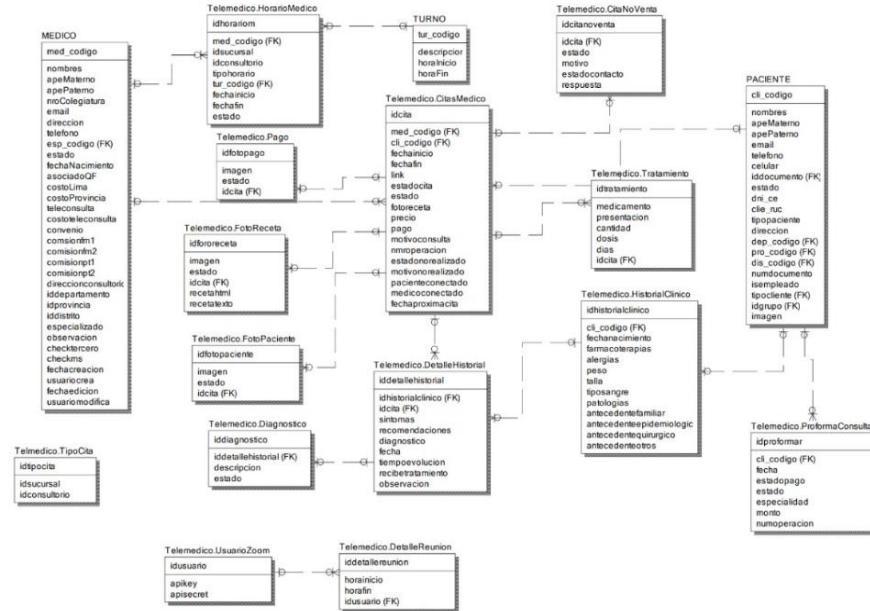 MEDICO
med_codigo
nombres
apeMaterno
apePaterno
nroColegiatura
email
direccion
telefono
esp_codigo (FK)
estado
fechaNacimiento
asociadoQF
costoLima
costoProvincia
teleconsulta
costoteleconsulta
convenio
comsionfm1
comisionfm2
comisionpt1
comisionpt2
direccionconsultorio
iddepartamento
idprovincia
iddistrito
especializado
observacion
checktercero
checkms
fechacreacion
usuariocrea
fechaedicion
usuariomodifica
Telemedico.HorarioMedico
idhorariom
med_codigo (FK)
idsucursal
idconsultorio
tipohorario
tur_codigo (FK)
fechainicio
fechafin
estado
TURNO
tur_codigo
descripcior
horaInicio
horaFin
Telemedico.CitaNoVenta
idcitanoventa
idcita (FK)
estado
motivo
estadocontacto
respuesta
PACIENTE
cli_codigo
nombres
apeMaterno
apePaterno
email
telefono
celular
iddocumento (FK)
estado
dni_ce
clie_ruc
tipopaciente
direccion
dep_codigo (FK)
pro_codigo (FK)
dis_codigo (FK)
numdocumento
isempleado
tipocliente (FK)
idgrupo (FK)
imagen
Telemedico.CitasMedico
idcita
med_codigo (FK)
cli_codigo (FK)
fechainicio
fechafin
link
estadocita
estado
fotoreceta
precio
pago
motivoconsulta
nmroperacion
estadonorealizado
motivonorealizado
pacienteconectado
medicoconectado
fechaproximacita
Telemedico.Pago
idfotopago
imagen
estado
idcita (FK)
Telemedico.Tratamiento
idtratamiento
medicamento
presentacion
cantidad
dosis
dias
idcita (FK)
Telemedico.FotoReceta
idfororeceta
imagen
estado
idcita (FK)
recetahtml
recetatexto
Telemedico.HistorialClinico
idhistorialclinico
cli_codigo (FK)
fechanacimiento
farmacoterapias
alergias
peso
talla
tiposangre
patologias
antecedentefamiliar
antecedenteepidemiologic
antecedentequirurgico
antecedenteotros
Telemedico.FotoPaciente
idfotopaciente
imagen
estado
idcita (FK)
Telemedico.DetalleHistorial
iddetallehistorial
idhistorialclinico (FK)
idcita (FK)
sintomas
recomendaciones
diagnostico
fecha
tiempoevolucion
recibetratamiento
observacion
Telemedico.Diagnostico
iddiagnostico
iddetallehistorial (FK)
descripcion
estado
Telemedico.ProformaConsulta
idproformar
cli_codigo (FK)
fecha
estadopago
estado
especialidad
monto
numoperacion
Telmedico.TipoCita
idtipocita
idsucursal
idconsultorio
Telemedico.UsuarioZoom
idusuario
apikey
apisecret
Telemedico.DetalleReunion
iddetallereunion
horainicio
horafin
idusuario (FK)